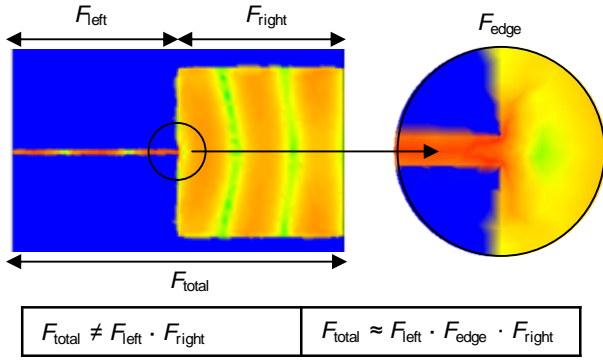 F_left F_right F_edge
F_total
F_total ≠ F_left · F_right F_total ≈ F_left · F_edge · F_right